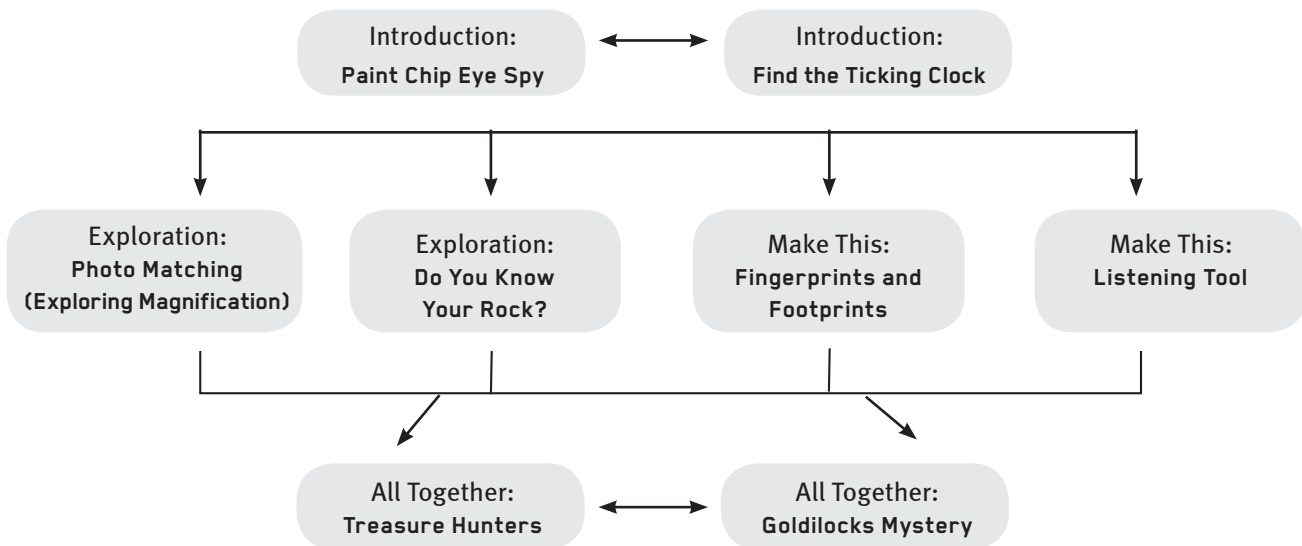 Introduction:
Paint Chip Eye Spy
Introduction:
Find the Ticking Clock
Exploration:
Photo Matching
(Exploring Magnification)
Exploration:
Do You Know
Your Rock?
Make This:
Fingerprints and
Footprints
Make This:
Listening Tool
All Together:
Treasure Hunters
All Together:
Goldilocks Mystery